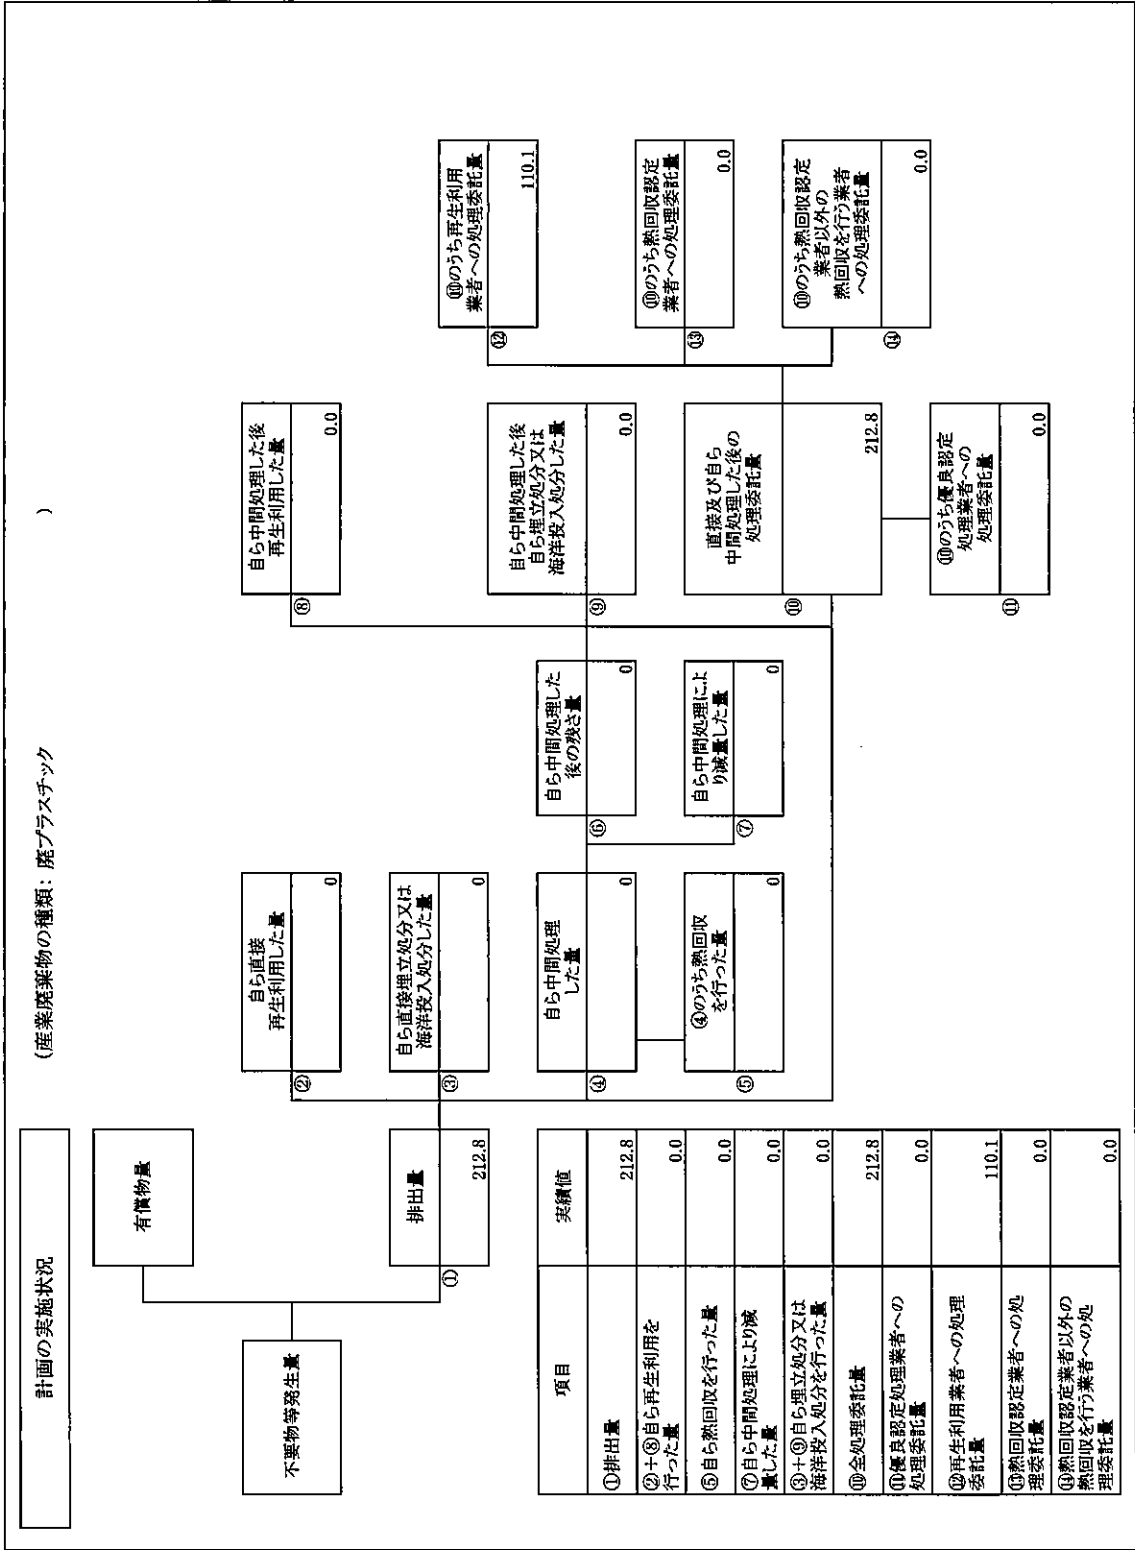 計画の実施状況
(産業廃棄物の種類: 廃プラスチック
)
不要物等発生量
有償物量
①
排出量
212.8
②
自ら直接
再生利用した量
0
③
自ら直接埋立処分又は
海洋投入処分した量
0
④
自ら中間処理
した量
0
⑤
④のうち熱回収
を行った量
0
⑥
自ら中間処理した
後の残さ量
0
⑦
自ら中間処理によ
り減量した量
0
⑧
自ら中間処理した後
再生利用した量
0.0
⑨
自ら中間処理した後
自ら埋立処分又は
海洋投入処分した量
0.0
⑩
直接及び自ら
中間処理した後の
処理委託量
212.8
⑪
⑩のうち優良認定
処理業者への
処理委託量
0.0
⑫
⑩のうち再生利用
業者への処理委託量
110.1
⑬
⑩のうち熱回収認定
業者への処理委託量
0.0
⑭
⑩のうち熱回収認定
業者以外の
熱回収を行う業者
への処理委託量
0.0
項目 実績値
①排出量 212.8
②+⑧自ら再生利用を
行った量 0.0
⑤自ら熱回収を行った量 0.0
⑦自ら中間処理により減
量した量 0.0
③+⑨自ら埋立処分又は
海洋投入処分を行った量 0.0
⑩全処理委託量 212.8
⑪優良認定処理業者への
処理委託量 0.0
⑫再生利用業者への処理
委託量 110.1
⑬熱回収認定業者への処
理委託量 0.0
⑭熱回収認定業者以外の
熱回収を行う業者への処
理委託量 0.0